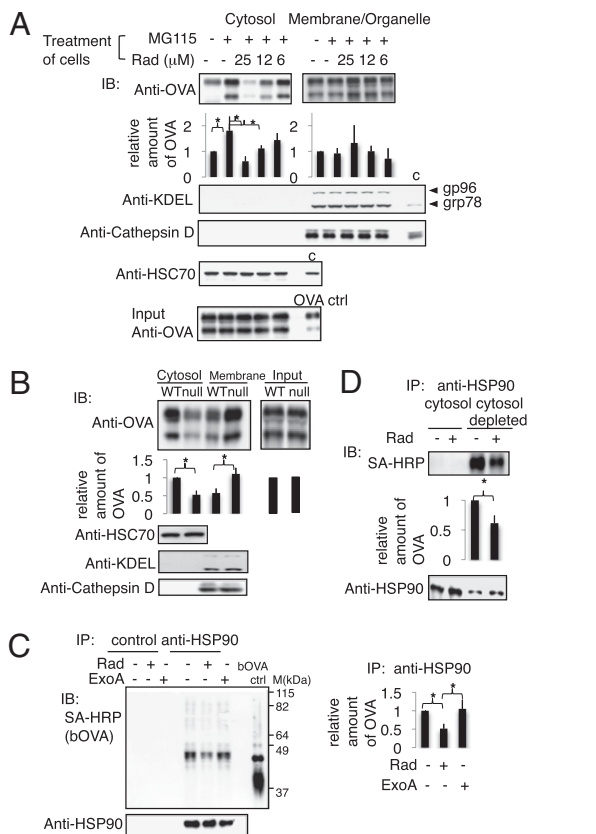 A
Cytosol Membrane/Organelle
Treatment of cells
MG115 - + + + + - + + + +
Rad (μM) - - 25 12 6 - - 25 12 6
IB: Anti-OVA
relative amount of OVA
2
1
0
* * *
2
1
0
c
Anti-KDEL
gp96
grp78
Anti-Cathepsin D
c
Anti-HSC70
OVA ctrl
Input
Anti-OVA
B
Cytosol Membrane Input
IB: WT null WT null WT null
Anti-OVA
relative amount of OVA
1.5
1
0.5
0
* *
Anti-HSC70
Anti-KDEL
Anti-Cathepsin D
D
IP: anti-HSP90
cytosol cytosol depleted
Rad - + - +
IB:
SA-HRP
*
relative amount of OVA
1
0.5
0
Anti-HSP90
C
IP: control anti-HSP90
Rad - + - - + - bOVA
ExoA - - + - - + ctrl M(kDa)
IB:
SA-HRP
(bOVA)
115
82
64
49
37
Anti-HSP90
IP: anti-HSP90
relative amount of OVA
1.5
1
0.5
0
* *
Rad - + -
ExoA - - +